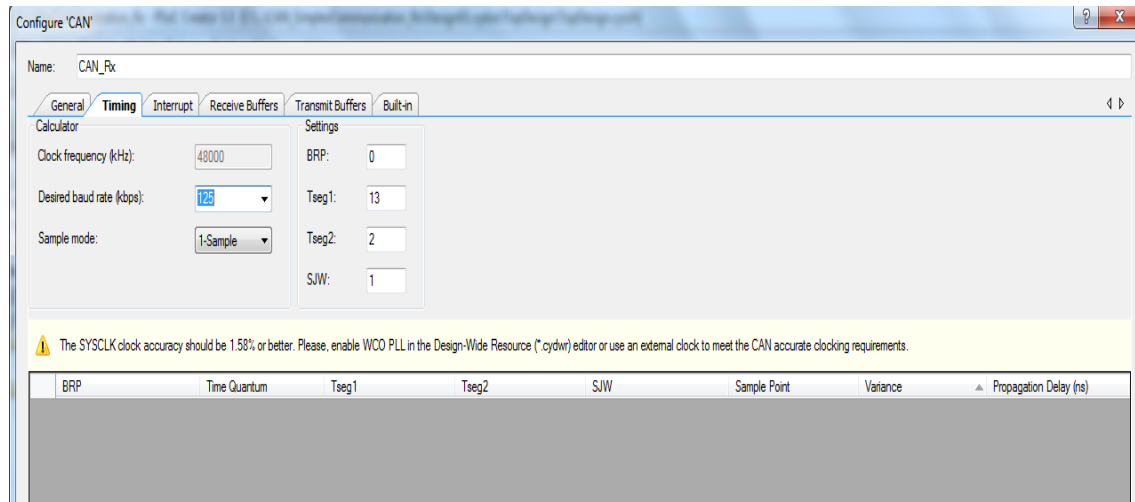 Configure 'CAN'
Name: CAN_Rx
General Timing Interrupt Receive Buffers Transmit Buffers Built-in
Calculator Settings
Clock frequency (kHz): 48000 BRP: 0
Desired baud rate (kbps): 125 Tseg1: 13
Sample mode: 1-Sample Tseg2: 2
SJW: 1
The SYSCLK clock accuracy should be 1.58% or better. Please, enable WCO PLL in the Design-Wide Resource (*.cydwr) editor or use an external clock to meet the CAN accurate clocking requirements.
BRP Time Quantum Tseg1 Tseg2 SJW Sample Point Variance Propagation Delay (ns)